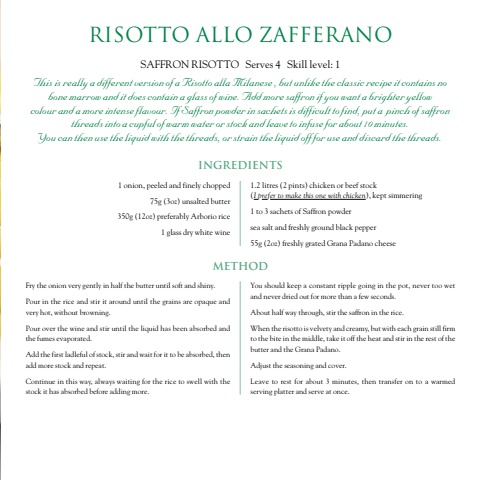 RISOTTO ALLO ZAFFERANO
SAFFRON RISOTTO Serves 4 Skill level: 1
This is really a different version of a Risotto alla Milanese, but unlike the classic recipe it contains no
bone marrow and it does contain a glass of wine. Add more saffron if you want a brighter yellow
colour and a more intense flavour. If Saffron powder in sachets is difficult to find, put a pinch of saffron
threads into a cupful of warm water or stock and leave to infuse for about 10 minutes.
You can then use the liquid with the threads, or strain the liquid off for use and discard the threads.
INGREDIENTS
1 onion, peeled and finely chopped
75g (3oz) unsalted butter
350g (12oz) preferably Arborio rice
1 glass dry white wine
1.2 litres (2 pints) chicken or beef stock
(I prefer to make this one with chicken), kept simmering
1 to 3 sachets of Saffron powder
sea salt and freshly ground black pepper
55g (2oz) freshly grated Grana Padano cheese
METHOD
Fry the onion very gently in half the butter until soft and shiny.
Pour in the rice and stir it around until the grains are opaque and
very hot, without browning.
Pour over the wine and stir until the liquid has been absorbed and
the fumes evaporated.
Add the first ladleful of stock, stir and wait for it to be absorbed, then
add more stock and repeat.
Continue in this way, always waiting for the rice to swell with the
stock it has absorbed before adding more.
You should keep a constant ripple going in the pot, never too wet
and never dried out for more than a few seconds.
About half way through, stir the saffron in the rice.
When the risotto is velvety and creamy, but with each grain still firm
to the bite in the middle, take it off the heat and stir in the rest of the
butter and the Grana Padano.
Adjust the seasoning and cover.
Leave to rest for about 3 minutes, then transfer on to a warmed
serving platter and serve at once.